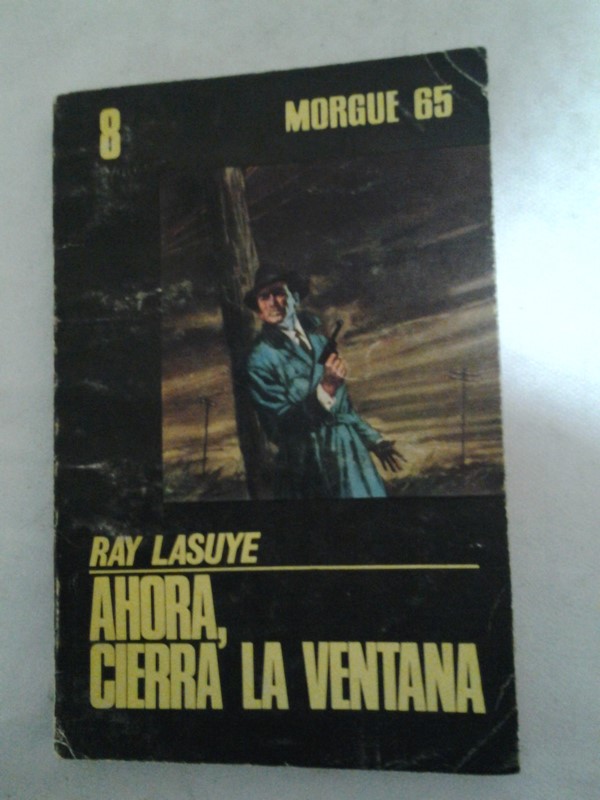 8 MORGUE 65
RAY LASUYE
AHORA,
CIERRA LA VENTANA